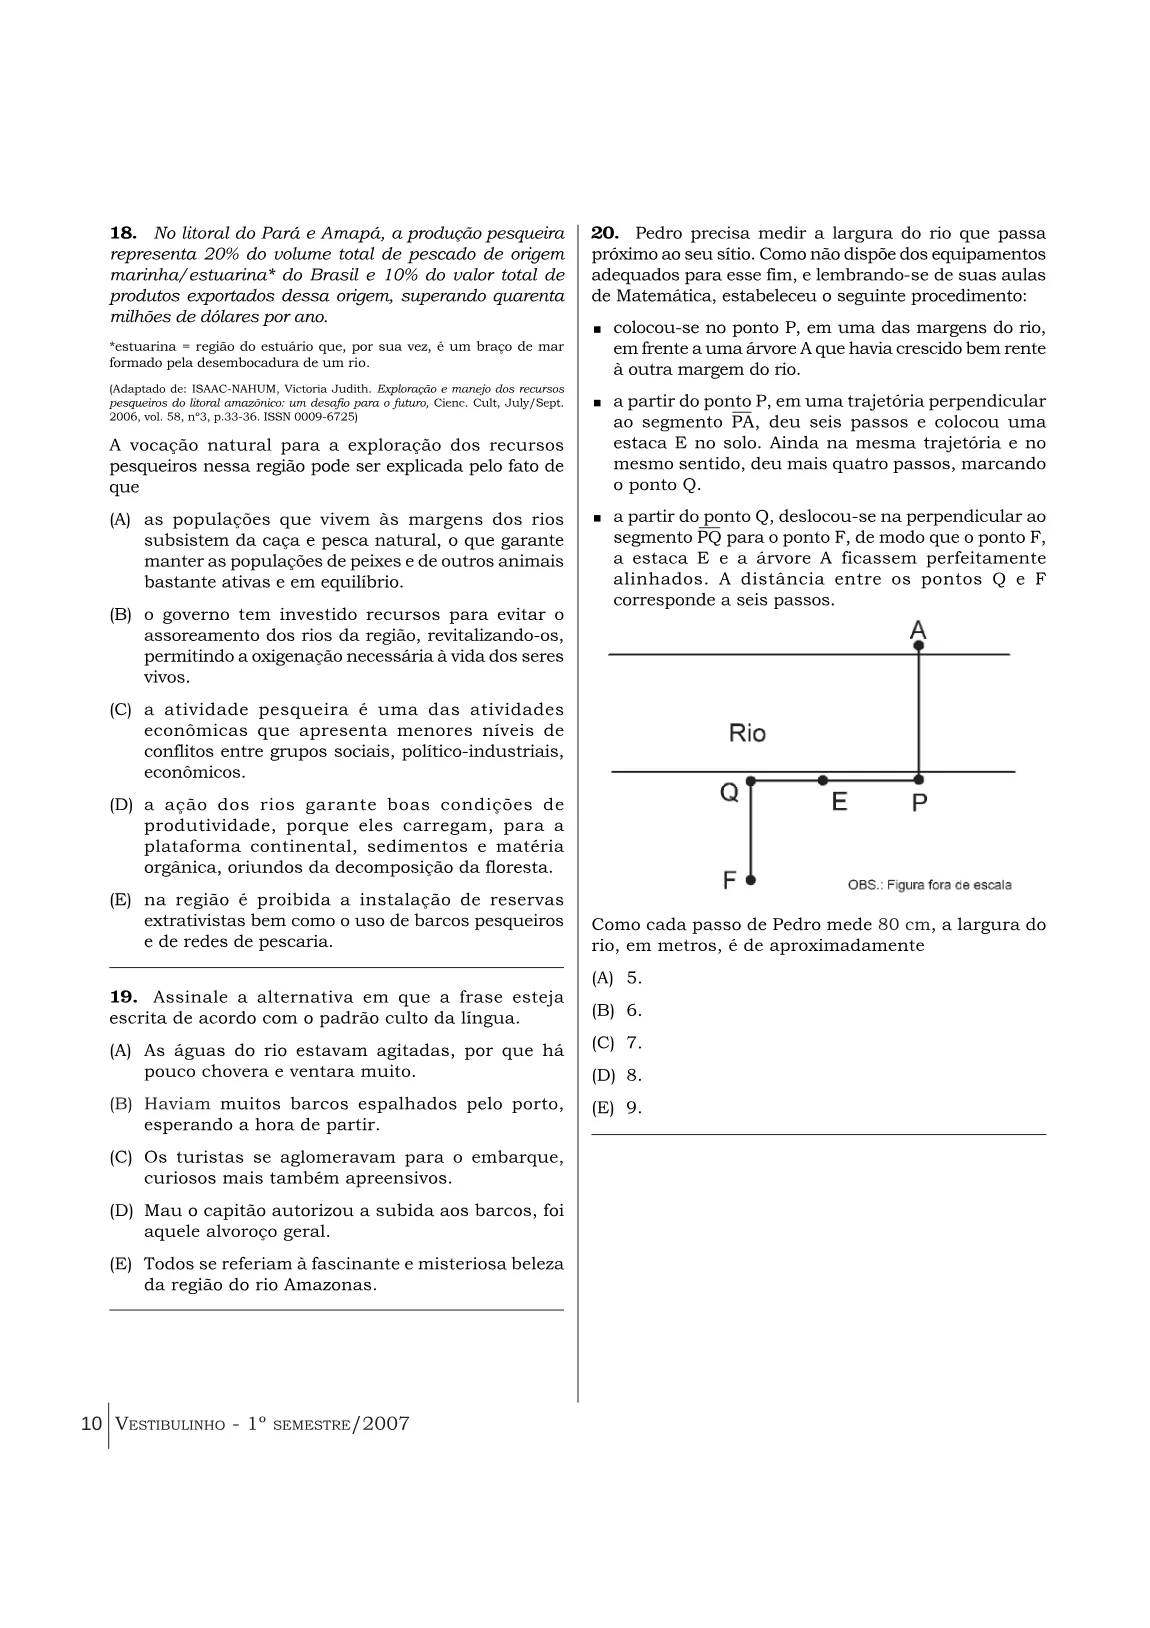 18. No litoral do Pará e Amapá, a produção pesqueira
representa 20% do volume total de pescado de origem
marinha/estuarina* do Brasil e 10% do valor total de
produtos exportados dessa origem, superando quarenta
milhões de dólares por ano.
*estuarina = região do estuário que, por sua vez, é um braço de mar
formado pela desembocadura de um rio.
(Adaptado de: ISAAC-NAHUM, Victoria Judith. Exploração e manejo dos recursos
pesqueiros do litoral amazônico: um desafio para o futuro, Cienc. Cult, July/Sept.
2006, vol. 58, nº3, p.33-36. ISSN 0009-6725)
A vocação natural para a exploração dos recursos
pesqueiros nessa região pode ser explicada pelo fato de
que
(A) as populações que vivem às margens dos rios
subsistem da caça e pesca natural, o que garante
manter as populações de peixes e de outros animais
bastante ativas e em equilíbrio.
(B) o governo tem investido recursos para evitar o
assoreamento dos rios da região, revitalizando-os,
permitindo a oxigenação necessária à vida dos seres
vivos.
(C) a atividade pesqueira é uma das atividades
econômicas que apresenta menores níveis de
conflitos entre grupos sociais, político-industriais,
econômicos.
(D) a ação dos rios garante boas condições de
produtividade, porque eles carregam, para a
plataforma continental, sedimentos e matéria
orgânica, oriundos da decomposição da floresta.
(E) na região é proibida a instalação de reservas
extrativistas bem como o uso de barcos pesqueiros
e de redes de pescaria.
19. Assinale a alternativa em que a frase esteja
escrita de acordo com o padrão culto da língua.
(A) As águas do rio estavam agitadas, por que há
pouco chovera e ventara muito.
(B) Haviam muitos barcos espalhados pelo porto,
esperando a hora de partir.
(C) Os turistas se aglomeravam para o embarque,
curiosos mais também apreensivos.
(D) Mau o capitão autorizou a subida aos barcos, foi
aquele alvoroço geral.
(E) Todos se referiam à fascinante e misteriosa beleza
da região do rio Amazonas.
20. Pedro precisa medir a largura do rio que passa
próximo ao seu sítio. Como não dispõe dos equipamentos
adequados para esse fim, e lembrando-se de suas aulas
de Matemática, estabeleceu o seguinte procedimento:
▪ colocou-se no ponto P, em uma das margens do rio,
em frente a uma árvore A que havia crescido bem rente
à outra margem do rio.
▪ a partir do ponto P, em uma trajetória perpendicular
ao segmento PA, deu seis passos e colocou uma
estaca E no solo. Ainda na mesma trajetória e no
mesmo sentido, deu mais quatro passos, marcando
o ponto Q.
▪ a partir do ponto Q, deslocou-se na perpendicular ao
segmento PQ para o ponto F, de modo que o ponto F,
a estaca E e a árvore A ficassem perfeitamente
alinhados. A distância entre os pontos Q e F
corresponde a seis passos.
A
Rio
Q E P
F
OBS.: Figura fora de escala
Como cada passo de Pedro mede 80 cm, a largura do
rio, em metros, é de aproximadamente
(A) 5.
(B) 6.
(C) 7.
(D) 8.
(E) 9.
10 VESTIBULINHO - 1º SEMESTRE/2007